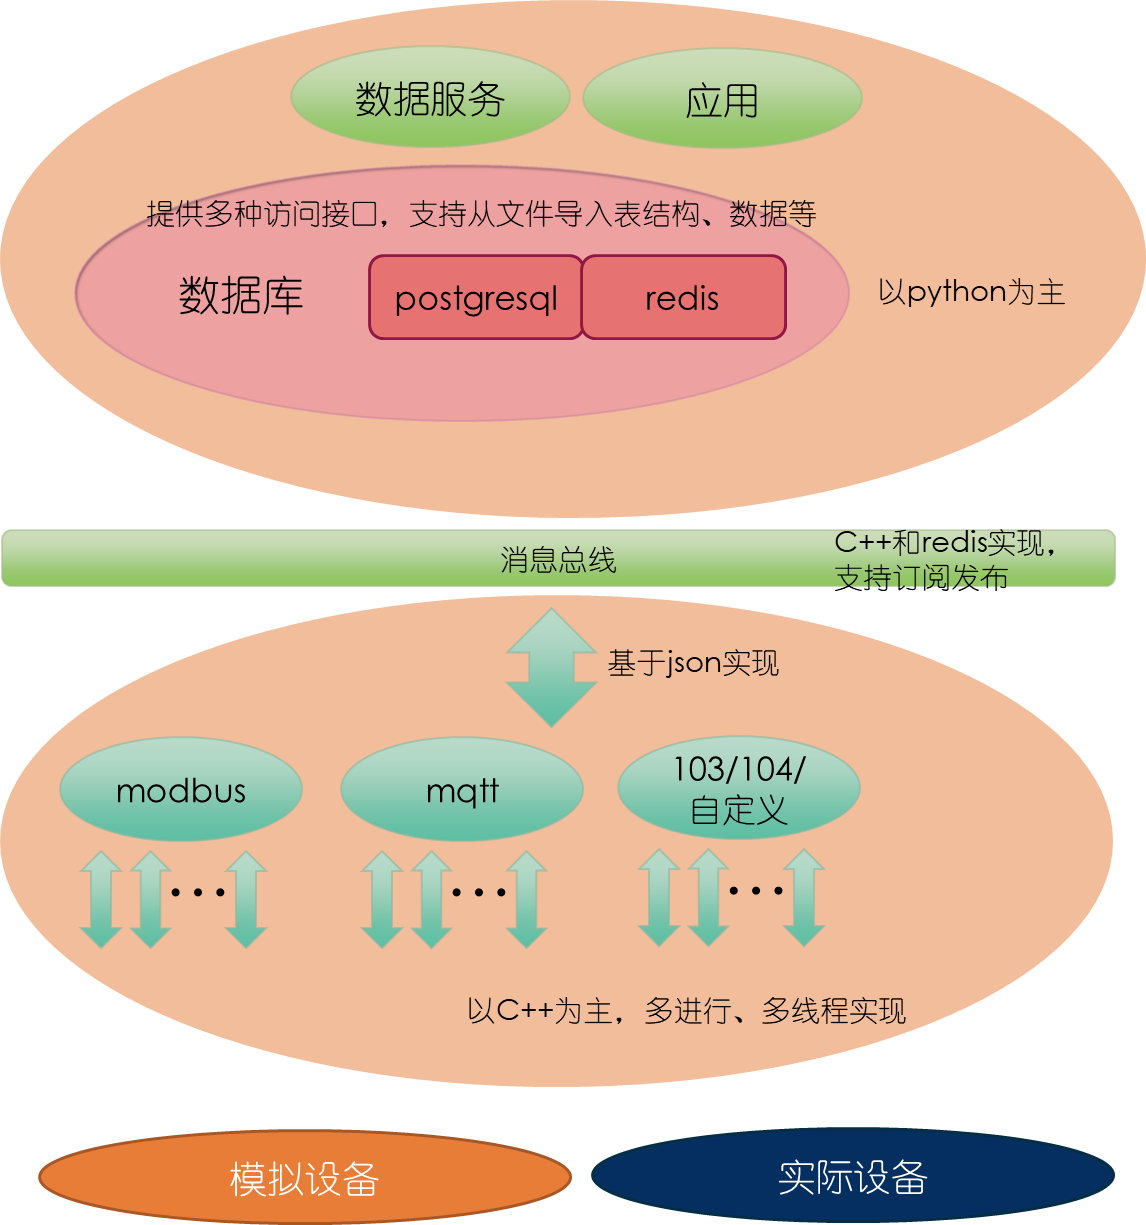 数据服务
应用
提供多种访问接口，支持从文件导入表结构、数据等
数据库
postgresql
redis
以python为主
消息总线
C++和redis实现，
支持订阅发布
基于json实现
modbus
mqtt
103/104/
自定义
...
...
...
以C++为主，多进行、多线程实现
模拟设备
实际设备